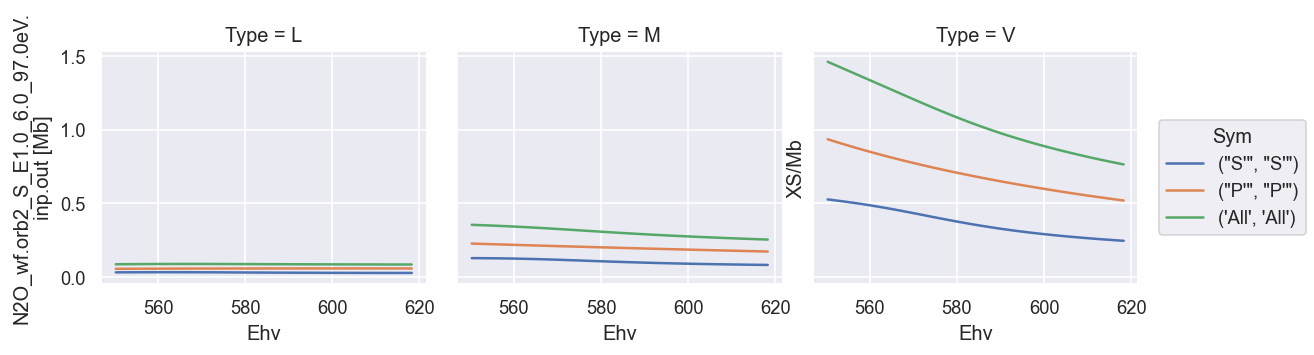 Type = L
Type = M
Type = V
N2O_wf.orb2_S_E1.0_6.0_97.0eV.
inp.out [Mb]
1.5
1.0
0.5
0.0
560
580
600
620
Ehv
560
580
600
620
Ehv
XS/Mb
560
580
600
620
Ehv
Sym
("S'", "S'")
("P'", "P'")
('All', 'All')